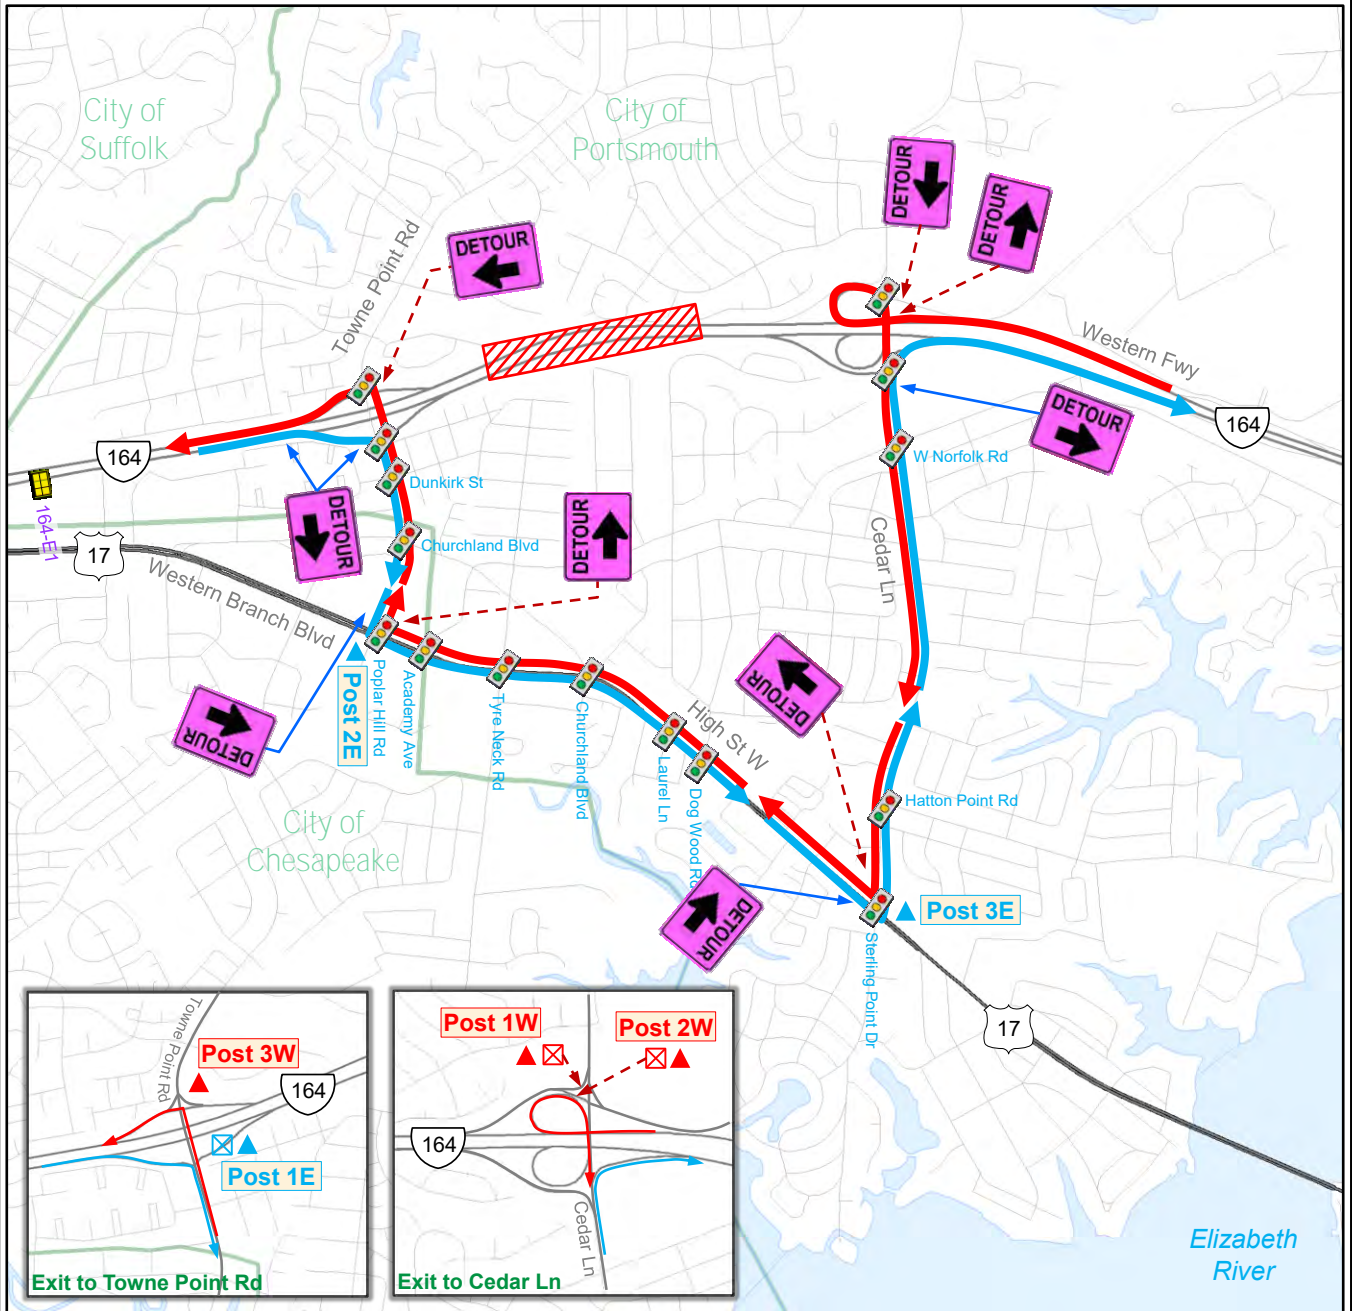 City of
Suffolk
City of
Portsmouth
DETOUR
DETOUR
DETOUR
Towne Point Rd
Western Fwy
DETOUR
164
164
W Norfolk Rd
Dunkirk St
164-E1
DETOUR
DETOUR
Churchland Blvd
Cedar Ln
17
Western Branch Blvd
Post 2E
Poplar Hill Rd
Academy Ave
Tyre Neck Rd
Churchland Blvd
Laurel Ln
Dog Wood Rd
High St W
DETOUR
DETOUR
Hatton Point Rd
City of
Chesapeake
DETOUR
Post 3E
Sterling Point Dr
17
Towne Point Rd
Post 3W
164
Post 1E
Exit to Towne Point Rd
Post 1W
Post 2W
164
Cedar Ln
Exit to Cedar Ln
Elizabeth
River